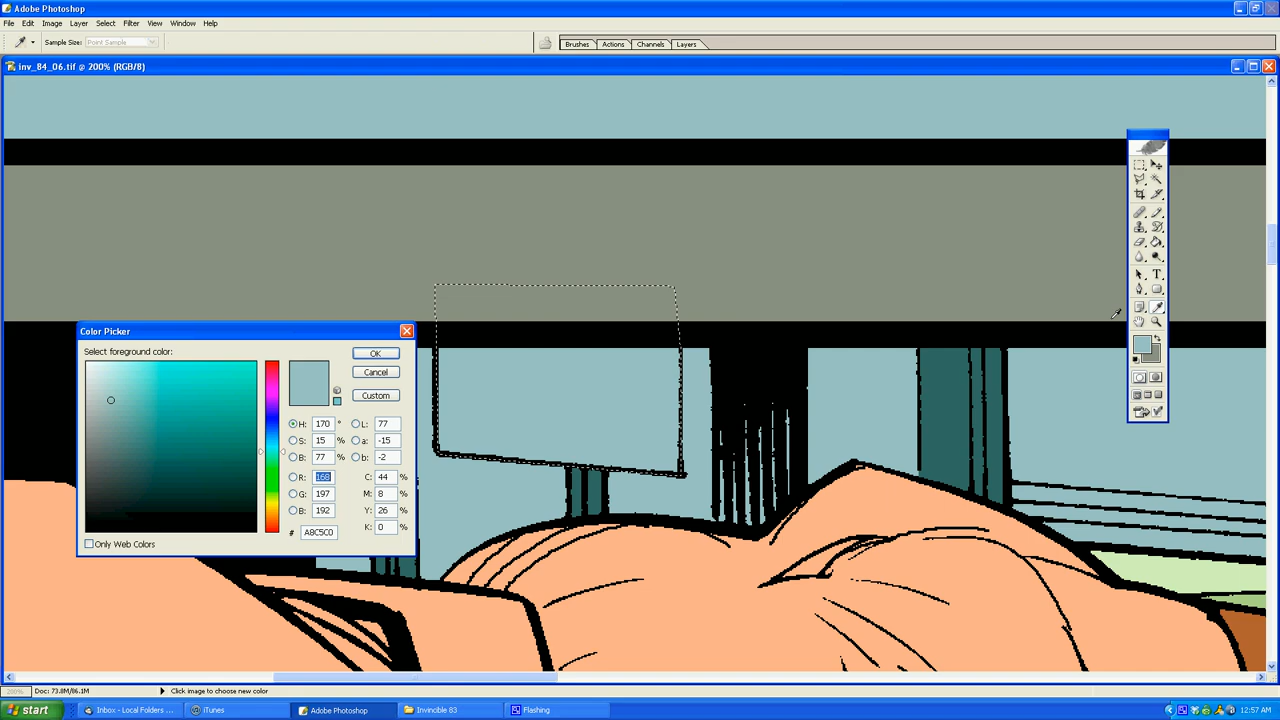 Adobe Photoshop
File Edit Image Layer Select Filter View Window Help
Sample Size: Point Sample
Brushes Actions Channels Layers
inv_84_06.tif @ 200% (RGB/8)
Color Picker
Select foreground color:
OK
Cancel
Custom
H: 170 ° L: 77
S: 15 % a: -15
B: 77 % b: -2
R: 168 C: 44 %
G: 197 M: 8 %
B: 192 Y: 26 %
# A8C5C0 K: 0 %
Only Web Colors
T
200% Doc: 73.8M/86.1M Click image to choose new color
start Inbox - Local Folders ... iTunes Adobe Photoshop Invincible 83 Flashing 12:57 AM